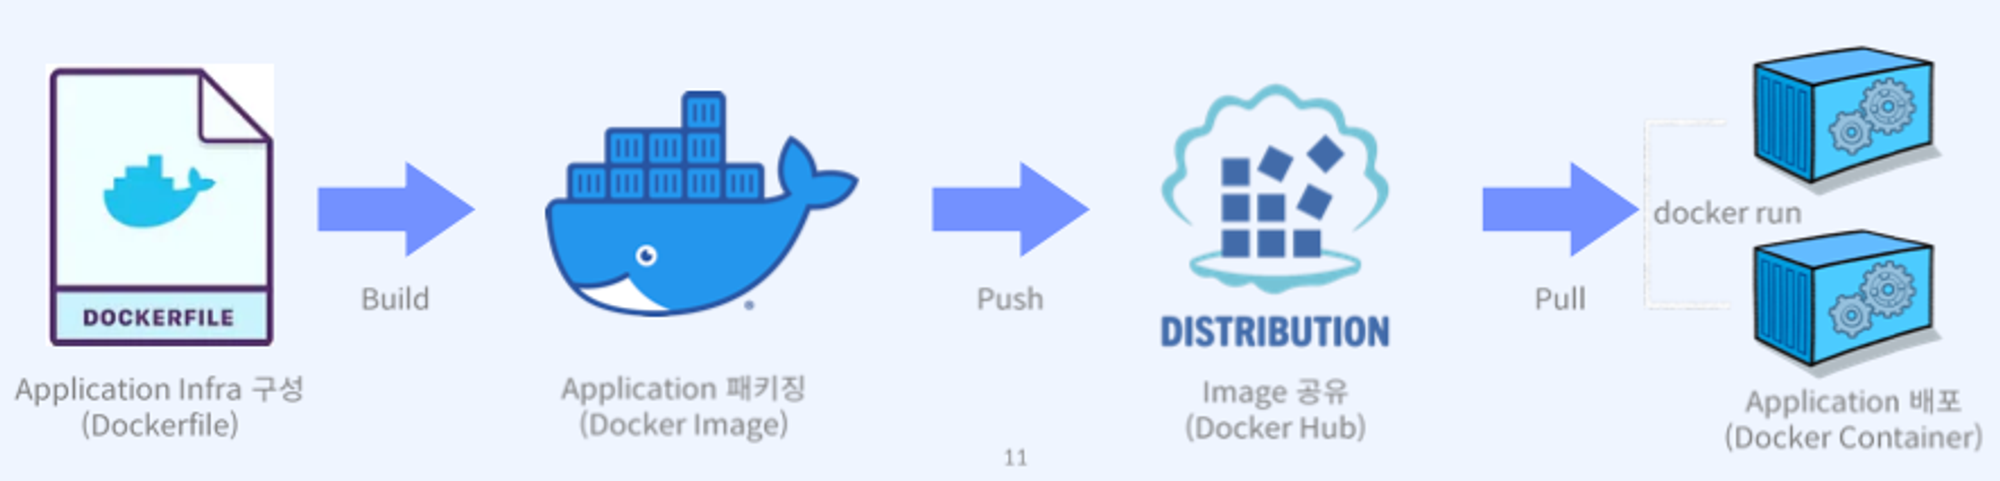 DOCKERFILE
Application Infra 구성
(Dockerfile)
Build
Application 패키징
(Docker Image)
Push
DISTRIBUTION
Image 공유
(Docker Hub)
Pull
docker run
Application 배포
(Docker Container)
11